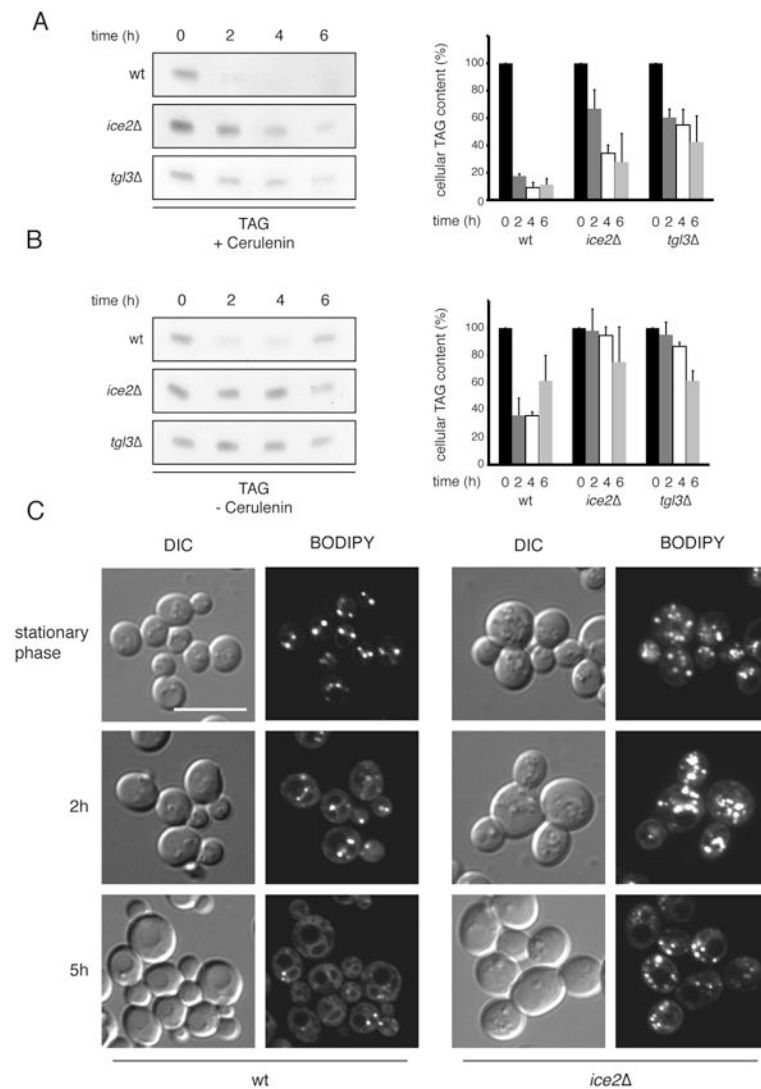 A
time (h) 0 2 4 6
wt
ice2Δ
tgl3Δ
TAG
+ Cerulenin
cellular TAG content (%)
100
80
60
40
20
0
time (h) 0 2 4 6 0 2 4 6 0 2 4 6
wt ice2Δ tgl3Δ
B
time (h) 0 2 4 6
wt
ice2Δ
tgl3Δ
TAG
- Cerulenin
cellular TAG content (%)
100
80
60
40
20
0
time (h) 0 2 4 6 0 2 4 6 0 2 4 6
wt ice2Δ tgl3Δ
C
DIC BODIPY DIC BODIPY
stationary
phase
2h
5h
wt ice2Δ